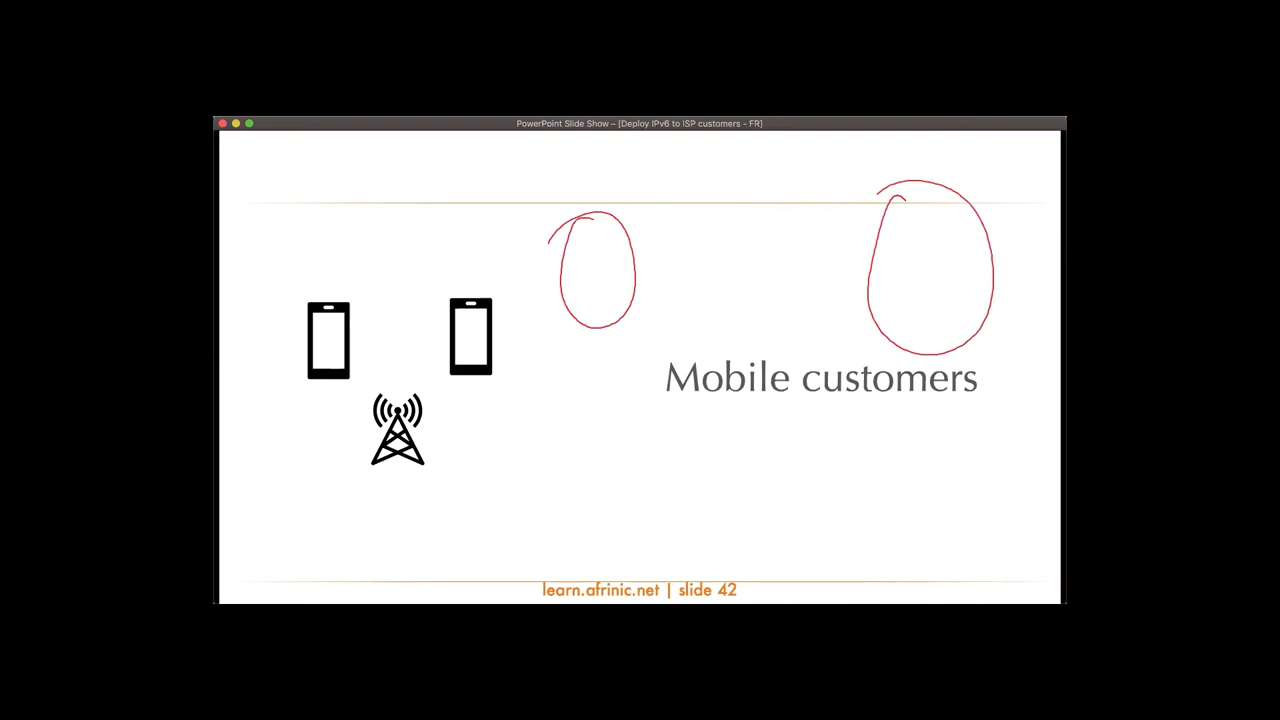 PowerPoint Slide Show – [Deploy IPv6 to ISP customers - FR]
Mobile customers
learn.afrinic.net | slide 42